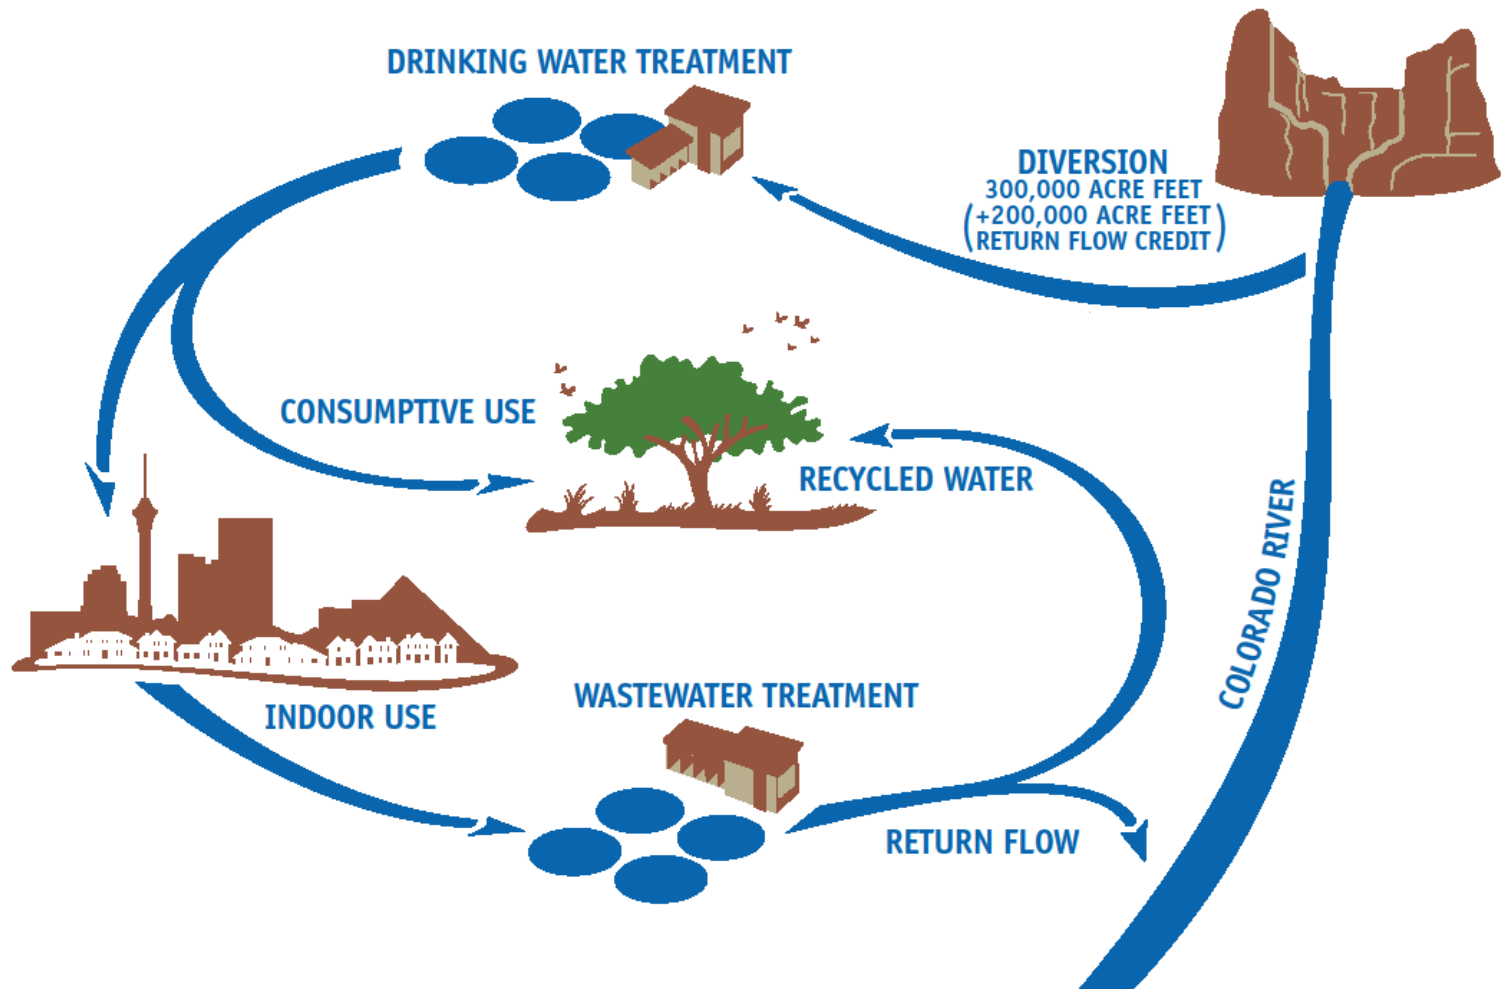 DRINKING WATER TREATMENT
DIVERSION
300,000 ACRE FEET
(+200,000 ACRE FEET
RETURN FLOW CREDIT)
CONSUMPTIVE USE
RECYCLED WATER
COLORADO RIVER
WASTEWATER TREATMENT
INDOOR USE
RETURN FLOW